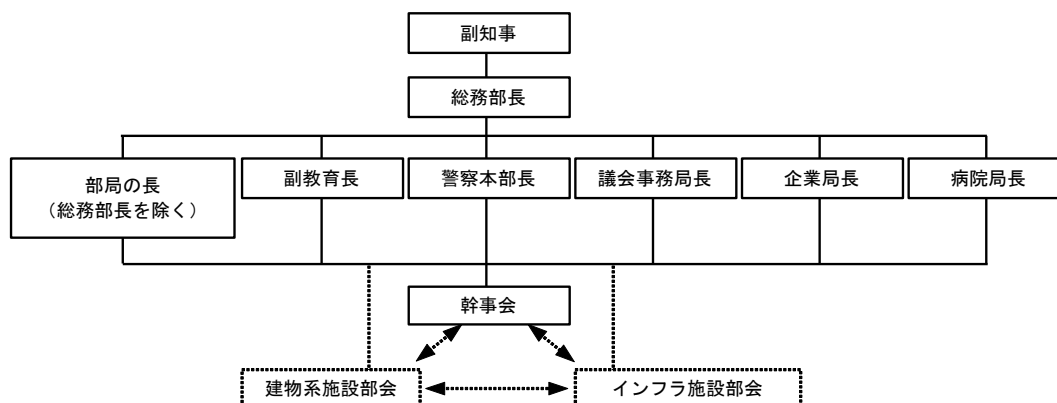 副知事
総務部長
部局の長
（総務部長を除く）
副教育長
警察本部長
議会事務局長
企業局長
病院局長
幹事会
建物系施設部会
インフラ施設部会